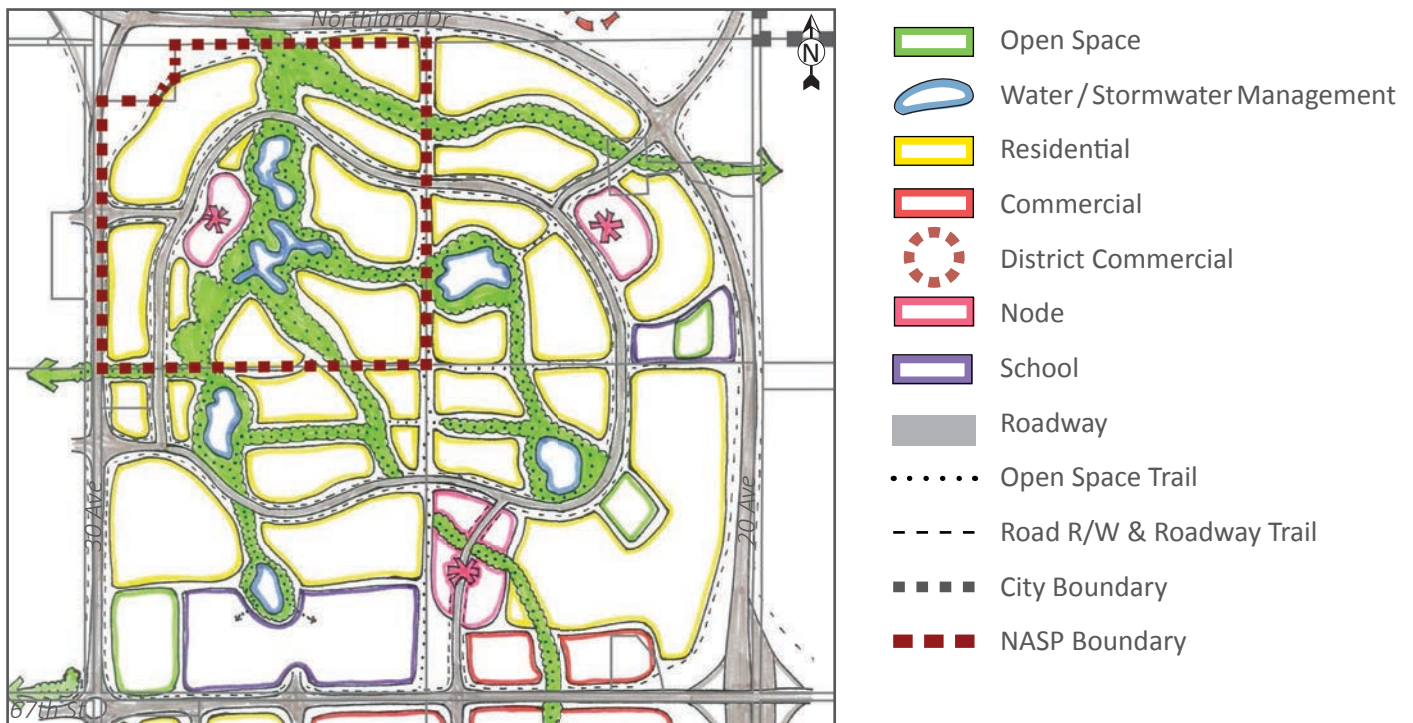 Northland Dr
N
30 Ave
20 Ave
67th St
Open Space
Water / Stormwater Management
Residential
Commercial
District Commercial
Node
School
Roadway
Open Space Trail
Road R/W & Roadway Trail
City Boundary
NASP Boundary